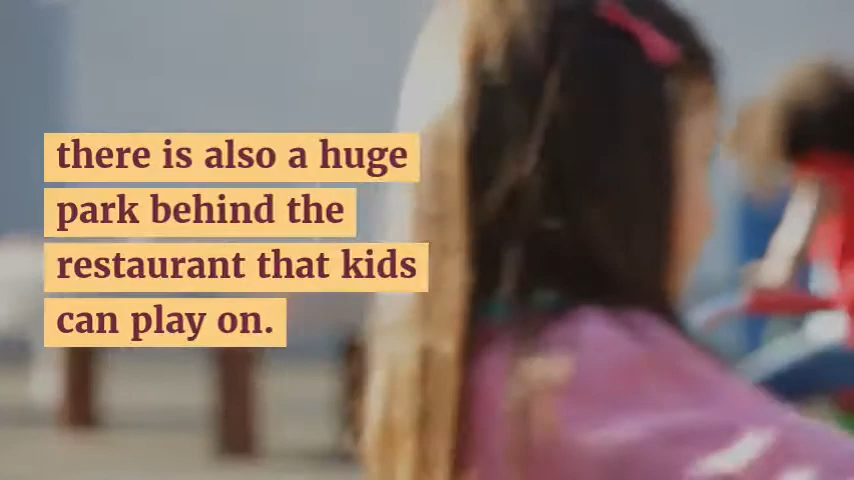 there is also a huge
park behind the
restaurant that kids
can play on.